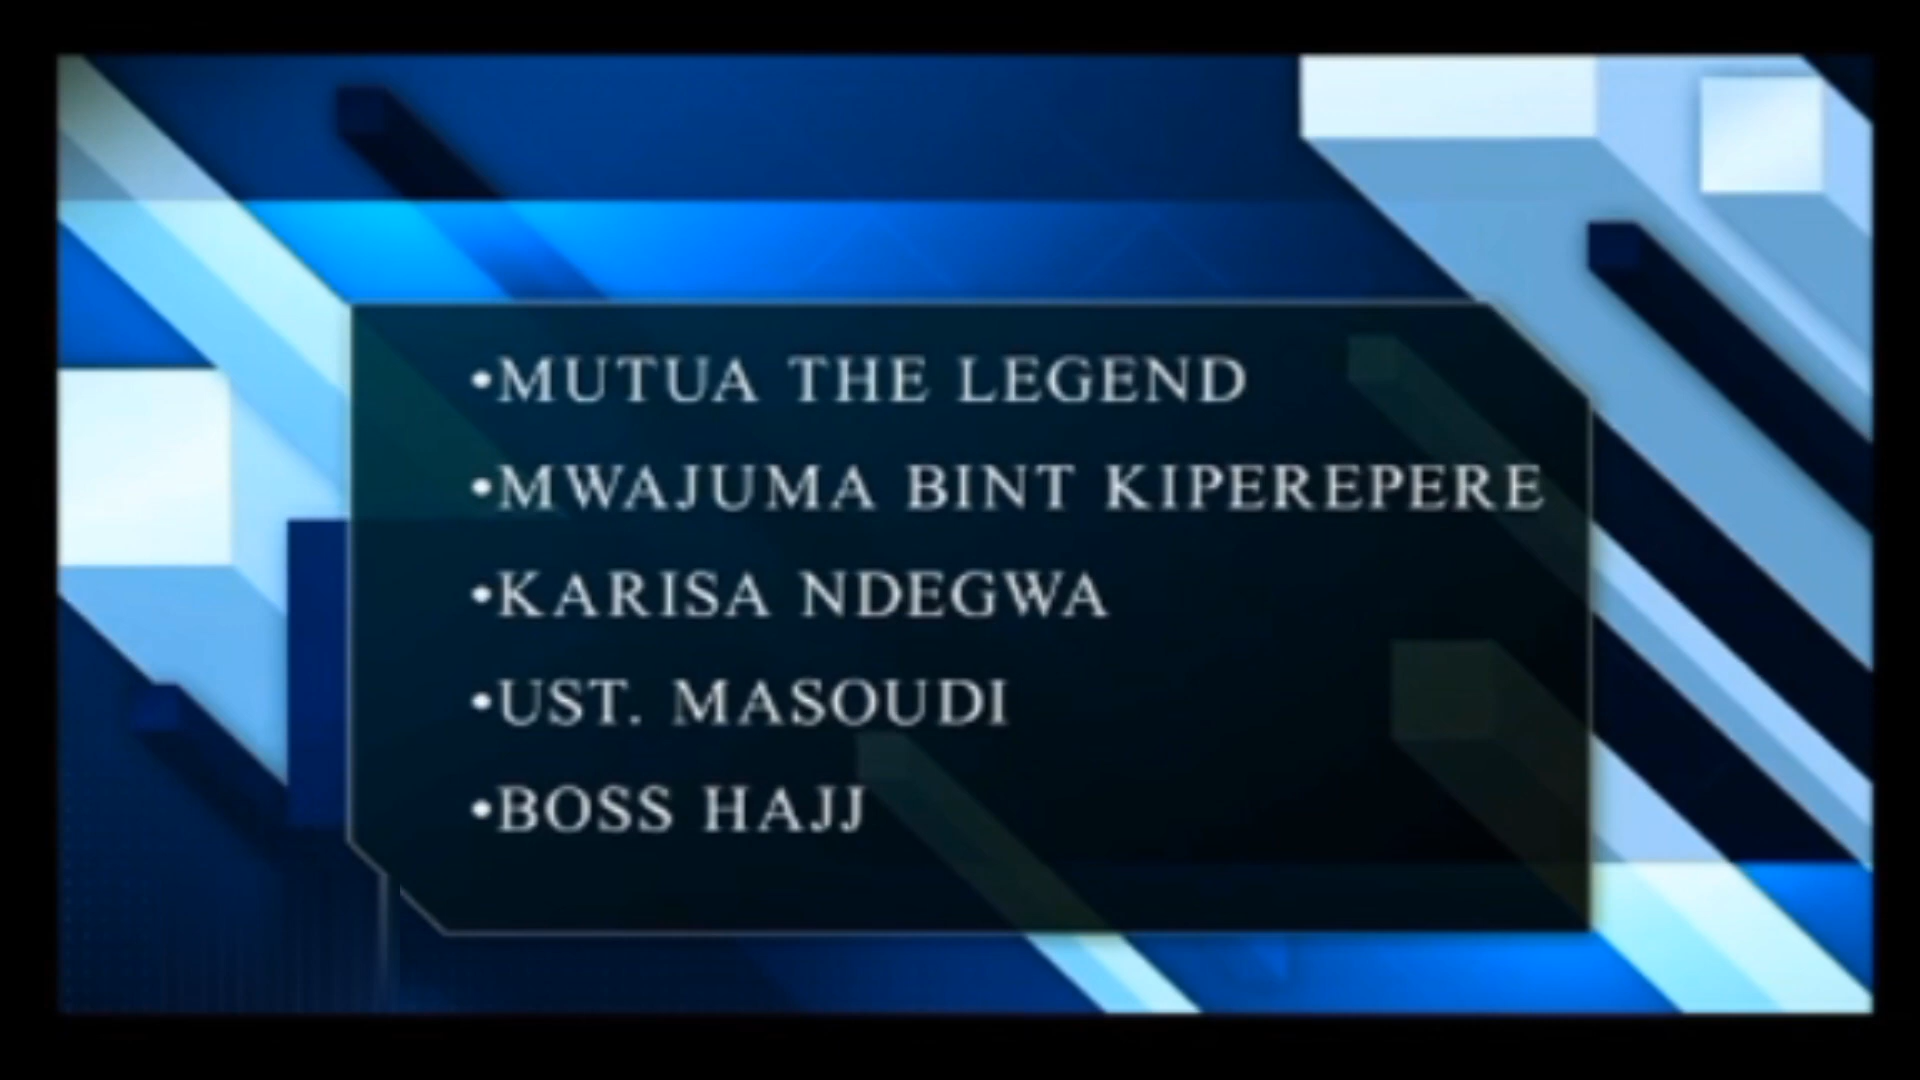 •MUTUA THE LEGEND
•MWAJUMA BINT KIPEREPERE
•KARISA NDEGWA
•UST. MASOUDI
•BOSS HAJJ